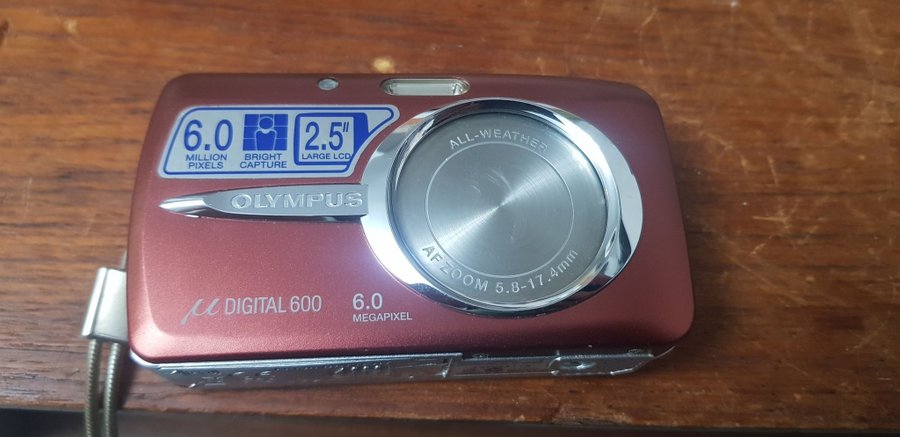 6.0
MILLION
PIXELS
BRIGHT
CAPTURE
2.5"
LARGE LCD
OLYMPUS
ALL-WEATHER
AF ZOOM 5.8-17.4mm
µ DIGITAL 600
6.0
MEGAPIXEL